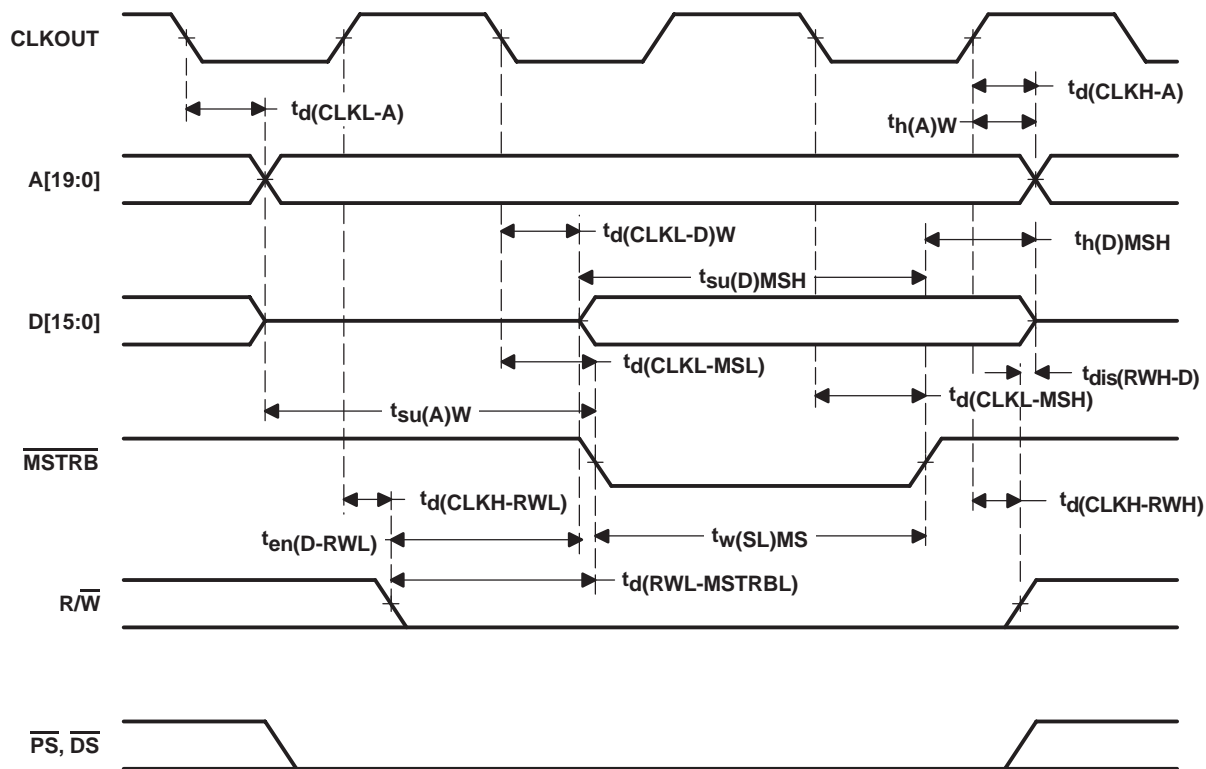 CLKOUT
td(CLKL-A)
td(CLKH-A)
th(A)W
A[19:0]
td(CLKL-D)W
th(D)MSH
tsu(D)MSH
D[15:0]
td(CLKL-MSL)
tdis(RWH-D)
td(CLKL-MSH)
tsu(A)W
MSTRB
td(CLKH-RWL)
td(CLKH-RWH)
ten(D-RWL)
tw(SL)MS
td(RWL-MSTRBL)
R/W
PS, DS